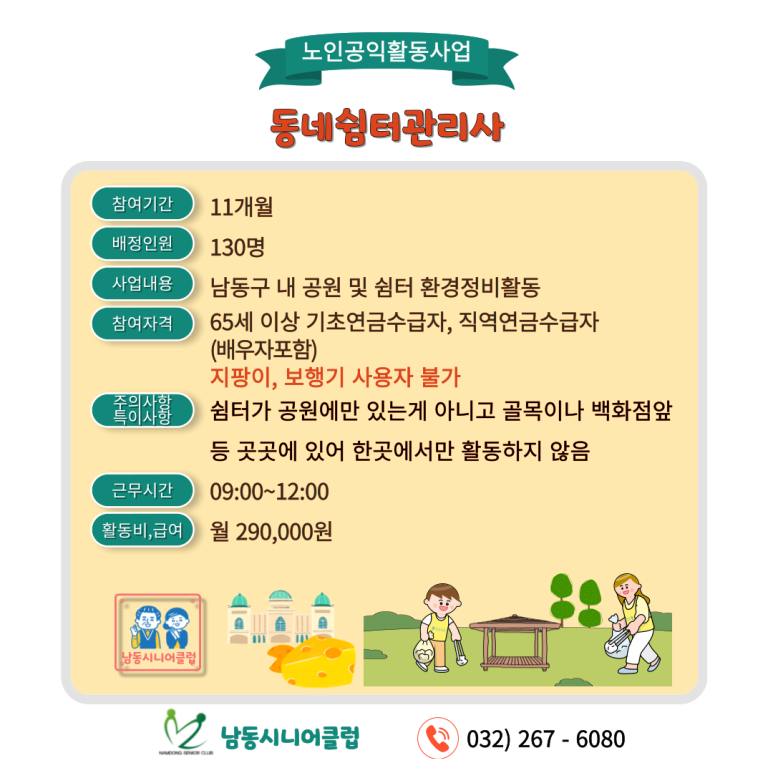 노인공익활동사업
동네쉼터관리사
참여기간
11개월
배정인원
130명
사업내용
남동구 내 공원 및 쉼터 환경정비활동
참여자격
65세 이상 기초연금수급자, 직역연금수급자
(배우자포함)
지팡이, 보행기 사용자 불가
주의사항
특이사항
쉼터가 공원에만 있는게 아니고 골목이나 백화점앞
등 곳곳에 있어 한곳에서만 활동하지 않음
근무시간
09:00~12:00
활동비,급여
월 290,000원
남동시니어클럽
NAMDONG SENIOR CLUB
남동시니어클럽
032) 267 - 6080